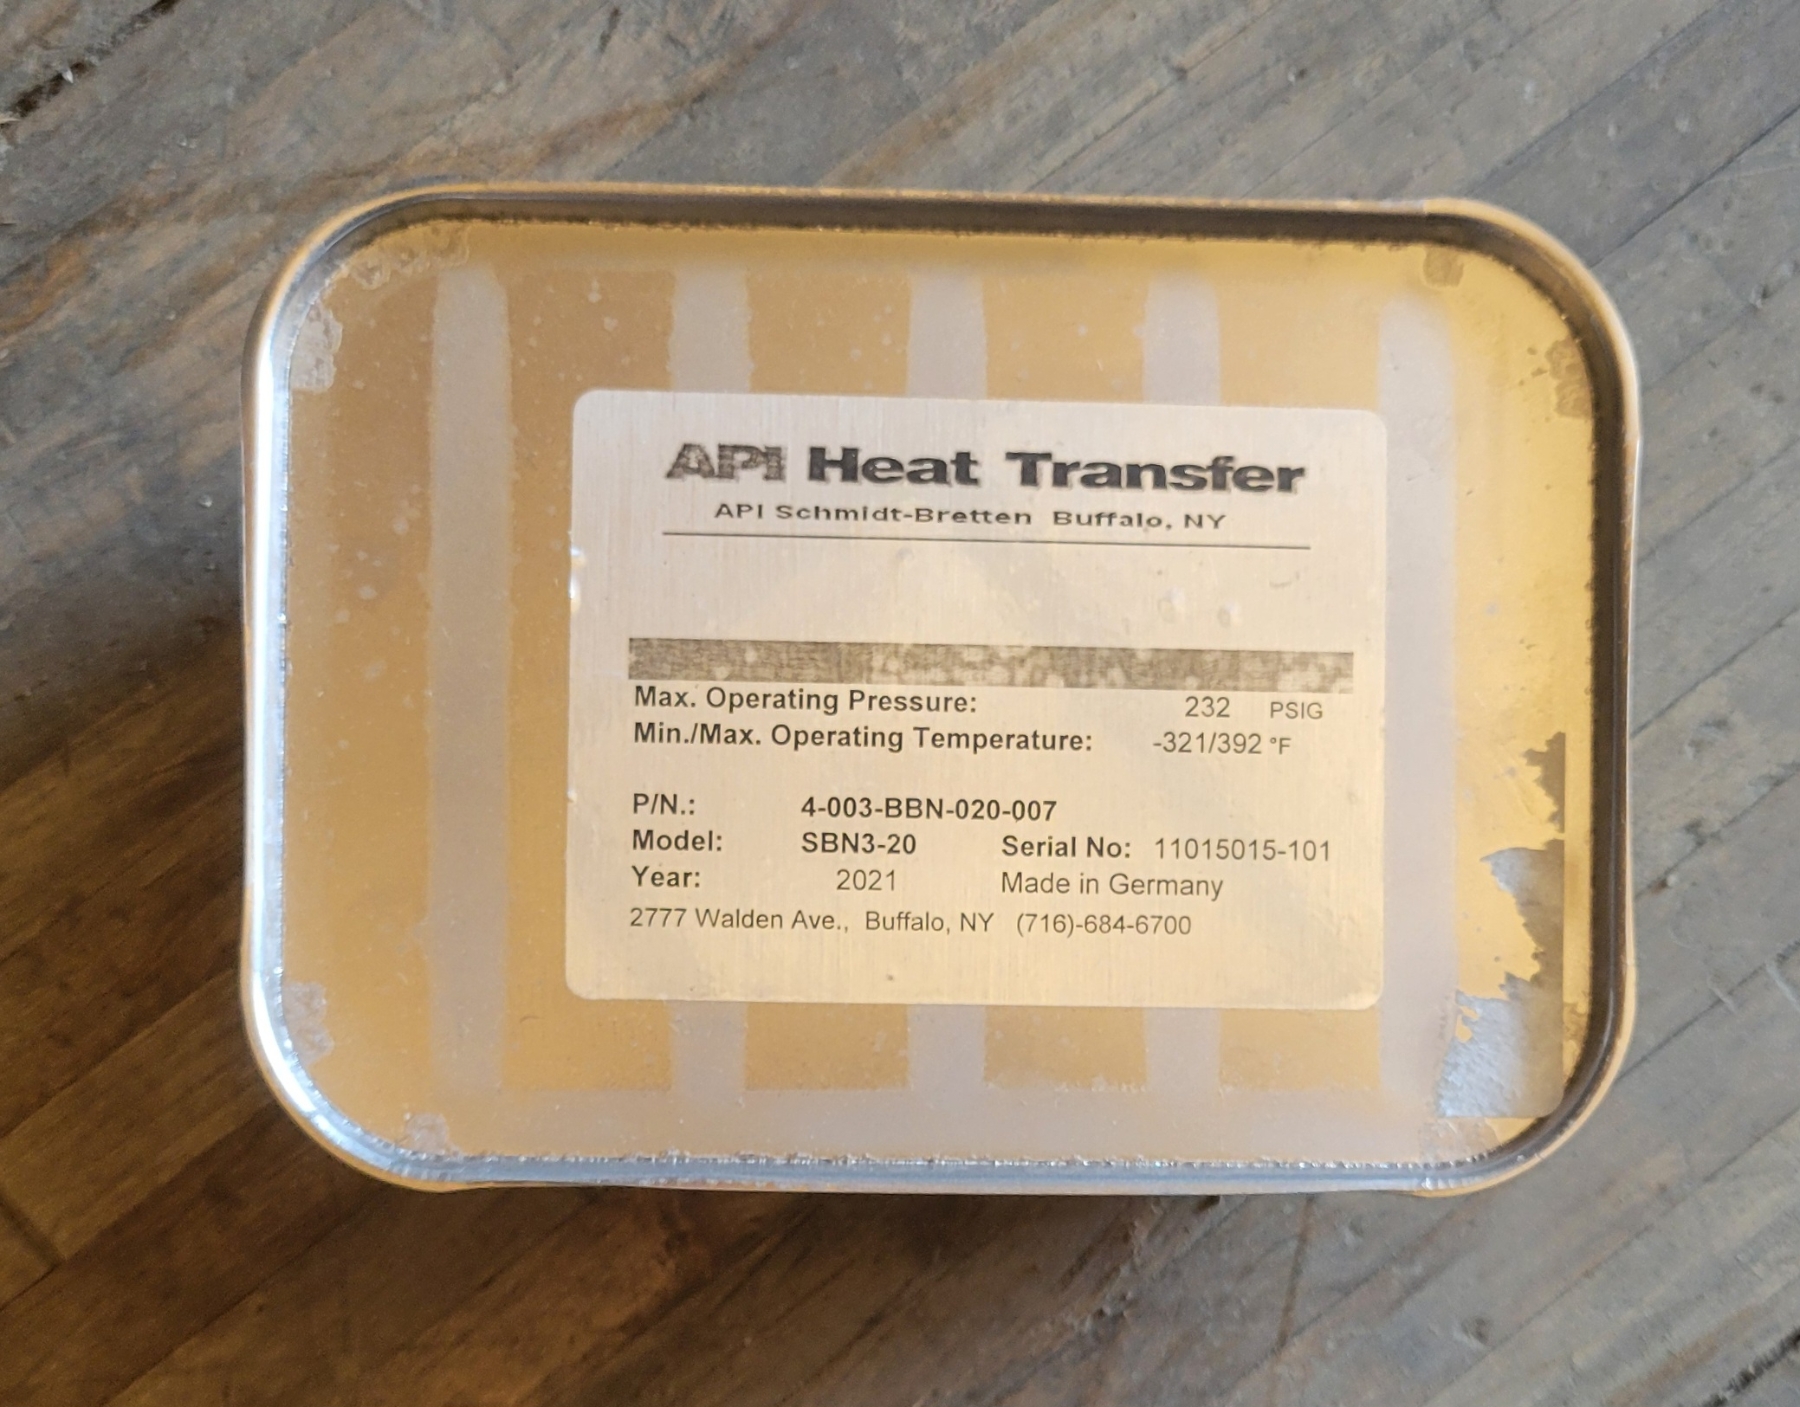 API Heat Transfer
API Schmidt-Bretten Buffalo, NY
Max. Operating Pressure: 232 PSIG
Min./Max. Operating Temperature: -321/392 °F
P/N.: 4-003-BBN-020-007
Model: SBN3-20 Serial No: 11015015-101
Year: 2021 Made in Germany
2777 Walden Ave., Buffalo, NY (716)-684-6700